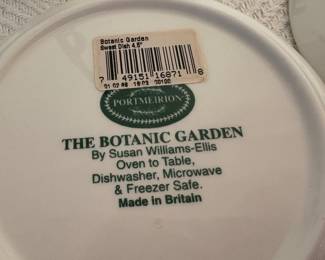 Botanic Garden
Sweet Dish 4.5"
7 49151 16871 8
PORTMEIRION
THE BOTANIC GARDEN
By Susan Williams-Ellis
Oven to Table,
Dishwasher, Microwave
& Freezer Safe.
Made in Britain